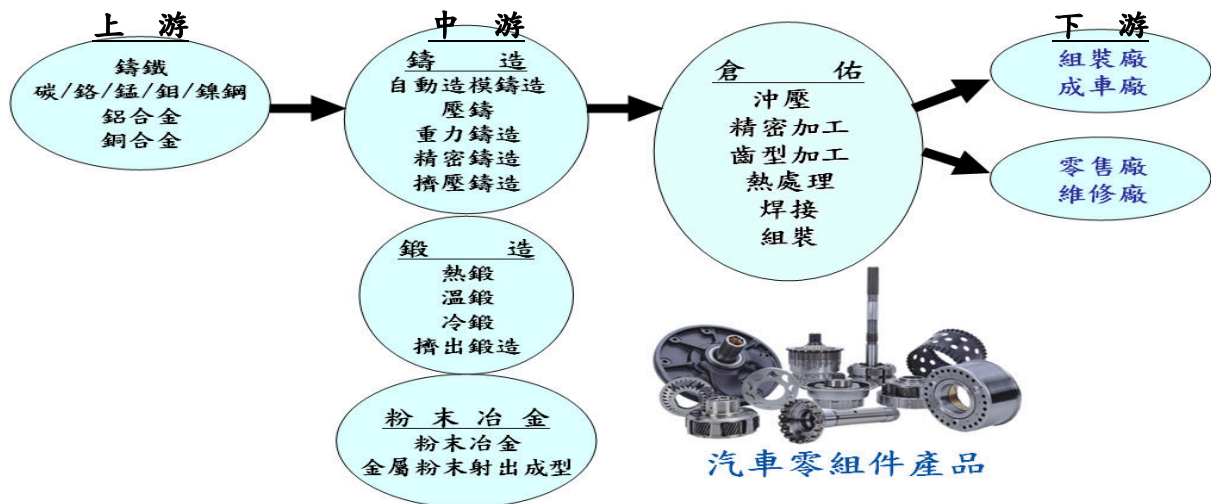 上 游
鑄鐵
碳/鉻/錳/鉬/鎳鋼
鋁合金
銅合金
中 游
鑄 造
自動造模鑄造
壓鑄
重力鑄造
精密鑄造
擠壓鑄造
鍛 造
熱鍛
溫鍛
冷鍛
擠出鍛造
粉 末 冶 金
粉末冶金
金屬粉末射出成型
倉 佑
沖壓
精密加工
齒型加工
熱處理
焊接
組裝
下 游
組裝廠
成車廠
零售廠
維修廠
汽車零組件產品